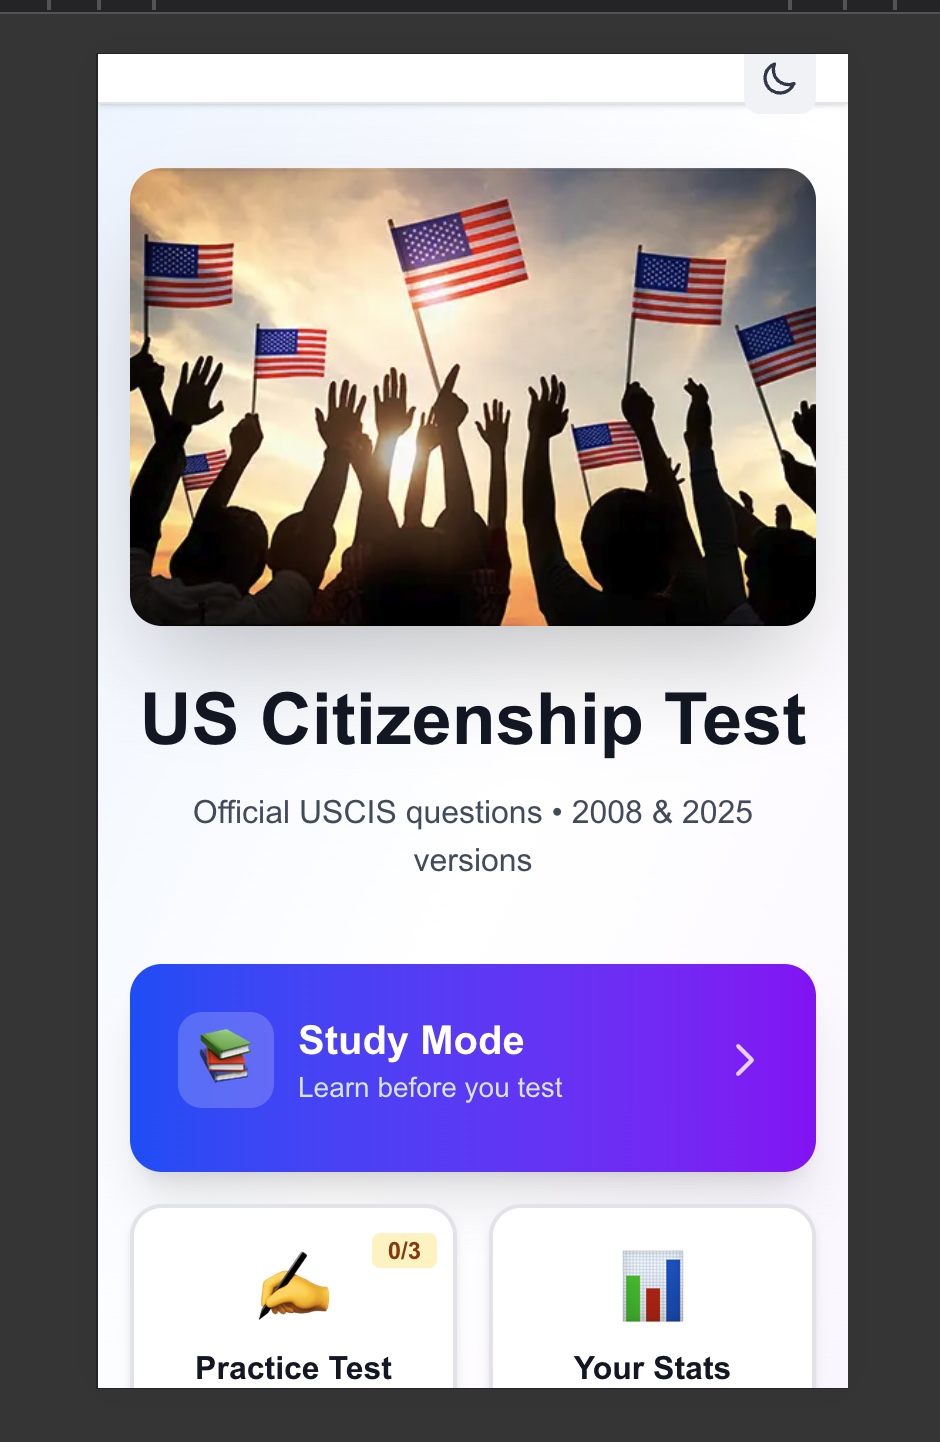 US Citizenship Test
Official USCIS questions • 2008 & 2025
versions
Study Mode
Learn before you test
0/3
Practice Test
Your Stats